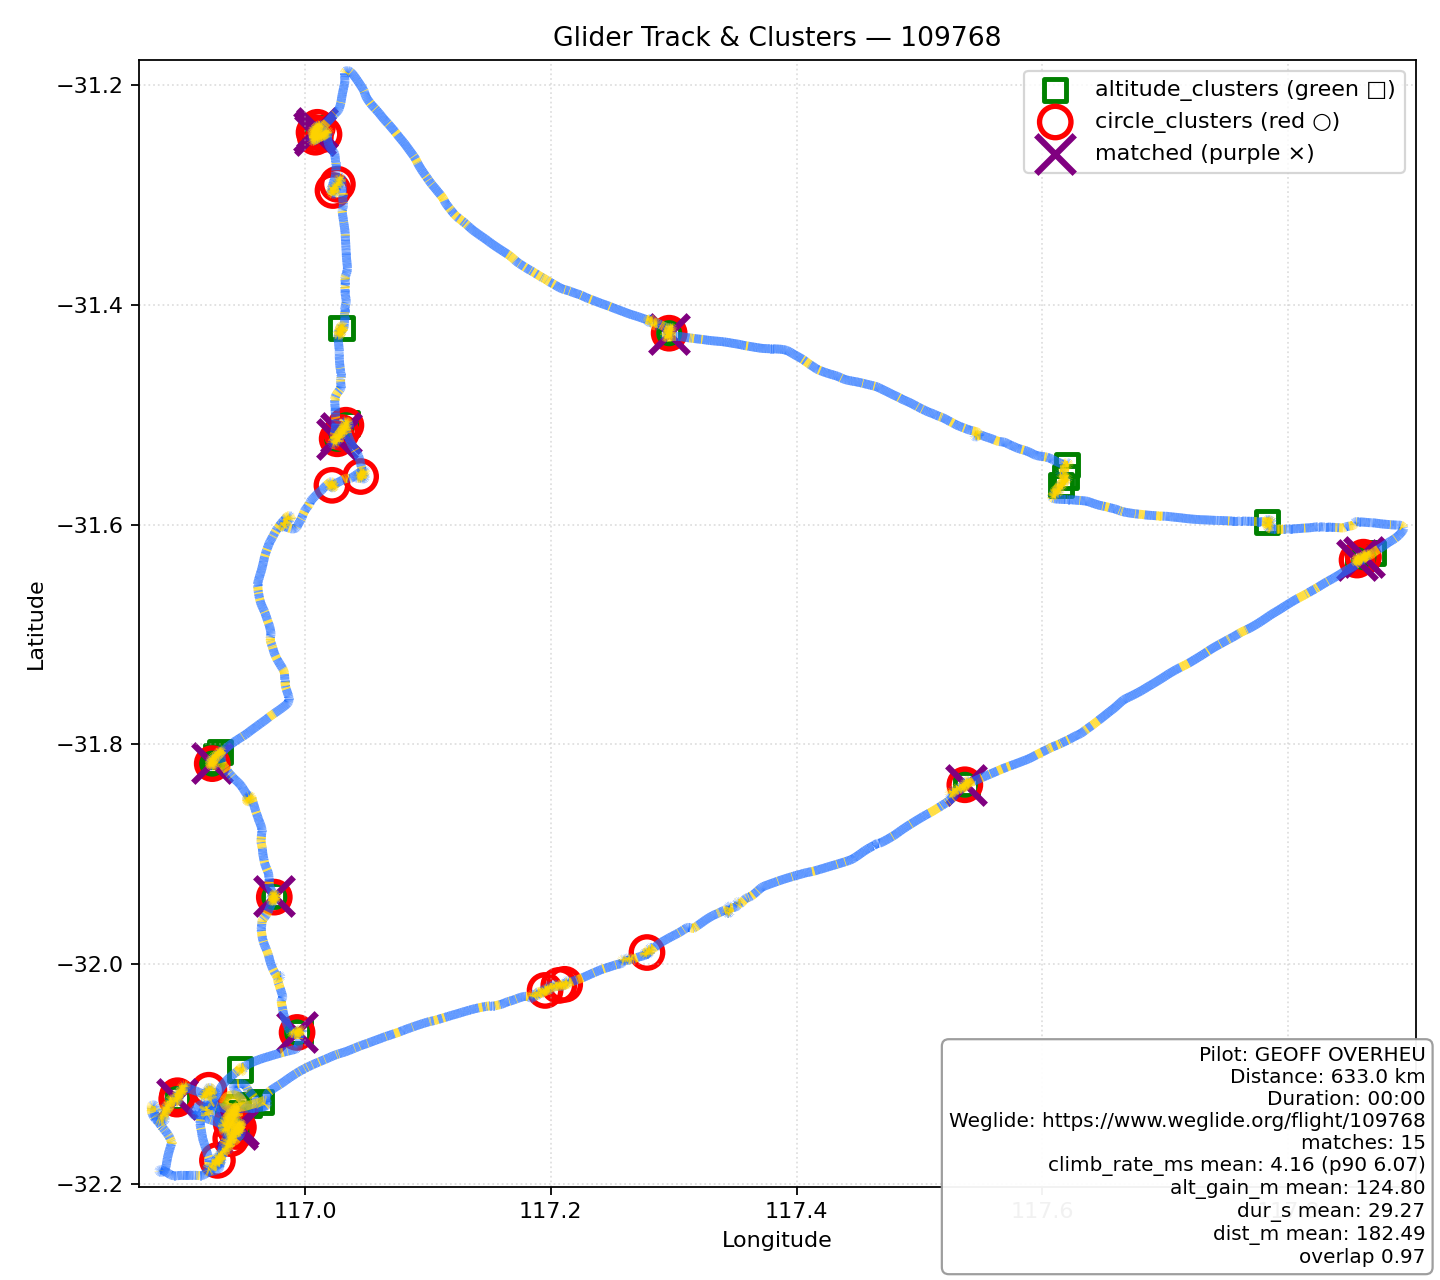 Glider Track & Clusters — 109768
altitude_clusters (green □)
circle_clusters (red ○)
matched (purple ×)
Latitude
−31.2
−31.4
−31.6
−31.8
−32.0
−32.2
117.0
117.2
117.4
117.6
Longitude
Pilot: GEOFF OVERHEU
Distance: 633.0 km
Duration: 00:00
Weglide: https://www.weglide.org/flight/109768
matches: 15
climb_rate_ms mean: 4.16 (p90 6.07)
alt_gain_m mean: 124.80
dur_s mean: 29.27
dist_m mean: 182.49
overlap 0.97